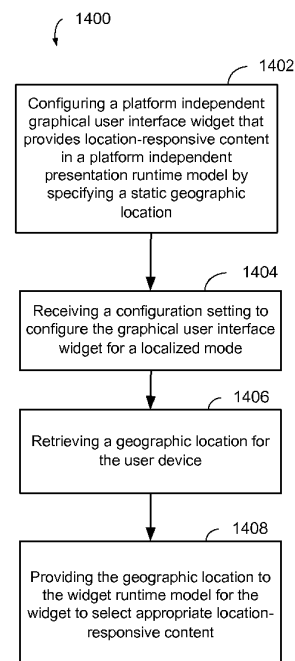 1400
1402
Configuring a platform independent
graphical user interface widget that
provides location-responsive content
in a platform independent
presentation runtime model by
specifying a static geographic
location
1404
Receiving a configuration setting to
configure the graphical user interface
widget for a localized mode
1406
Retrieving a geographic location for
the user device
1408
Providing the geographic location to
the widget runtime model for the
widget to select appropriate location-
responsive content